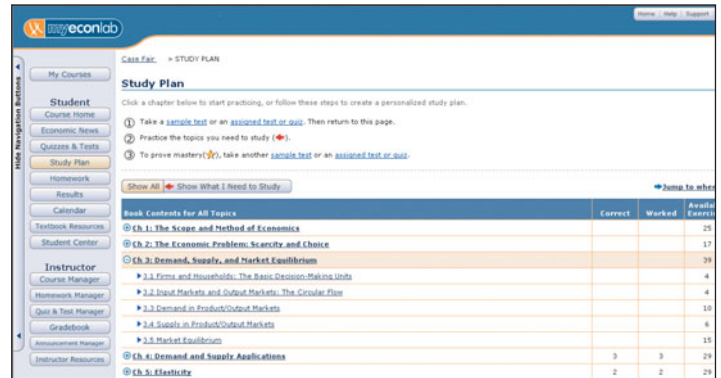 Home | Help | Support
myeconlab
Hide Navigation Buttons
My Courses
Student
Course Home
Economic News
Quizzes & Tests
Study Plan
Homework
Results
Calendar
Textbook Resources
Student Center
Instructor
Course Manager
Homework Manager
Quiz & Test Manager
Gradebook
Announcement Manager
Instructor Resources
Case Fair > STUDY PLAN
Study Plan
Click a chapter below to start practicing, or follow these steps to create a personalized study plan.
1 Take a sample test or an assigned test or quiz. Then return to this page.
2 Practice the topics you need to study ( ).
3 To prove mastery( ), take another sample test or an assigned test or quiz.
Show All Show What I Need to Study
Jump to wher
Book Contents for All Topics Correct Worked Availa
Exercis
Ch 1: The Scope and Method of Economics 25
Ch 2: The Economic Problem: Scarcity and Choice 17
Ch 3: Demand, Supply, and Market Equilibrium 39
3.1 Firms and Households: The Basic Decision-Making Units 4
3.2 Input Markets and Output Markets: The Circular Flow 4
3.3 Demand in Product/Output Markets 10
3.4 Supply in Product/Output Markets 6
3.5 Market Equilibrium 15
Ch 4: Demand and Supply Applications 3 3 29
Ch 5: Elasticity 2 2 29